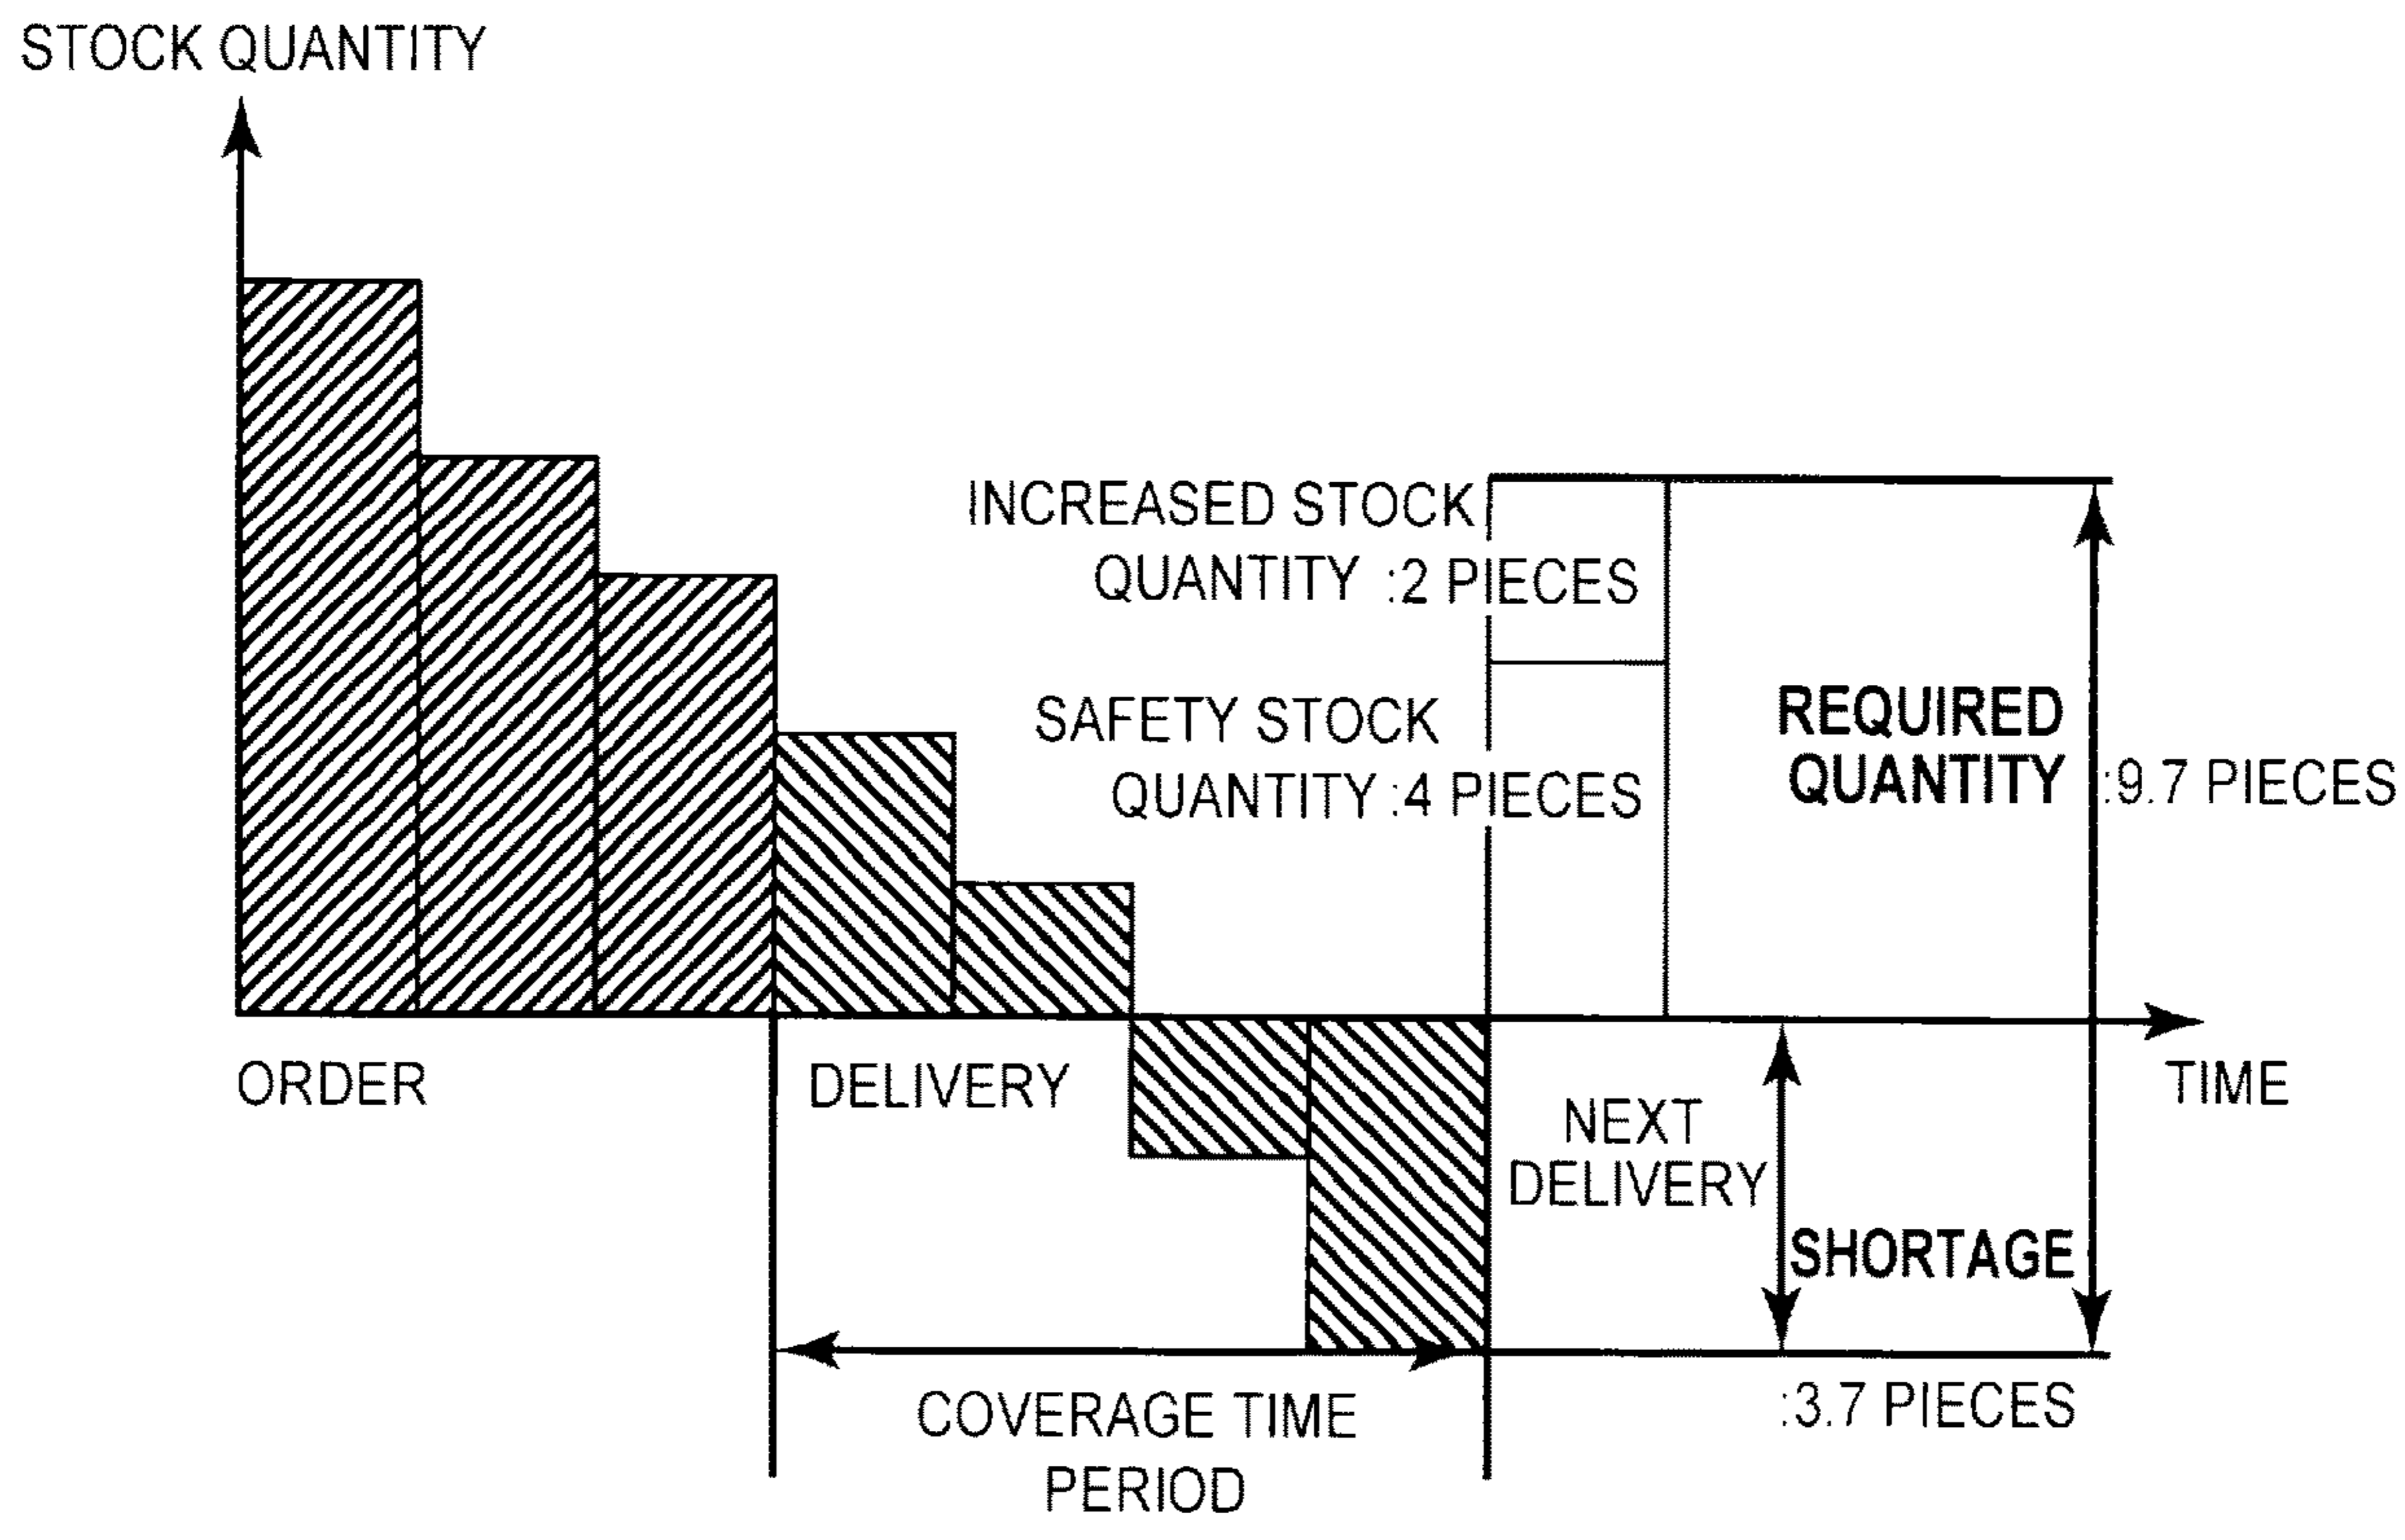 STOCK QUANTITY
INCREASED STOCK
QUANTITY :2 PIECES
SAFETY STOCK
QUANTITY :4 PIECES
REQUIRED
QUANTITY
:9.7 PIECES
ORDER
DELIVERY
TIME
NEXT
DELIVERY
SHORTAGE
:3.7 PIECES
COVERAGE TIME
PERIOD